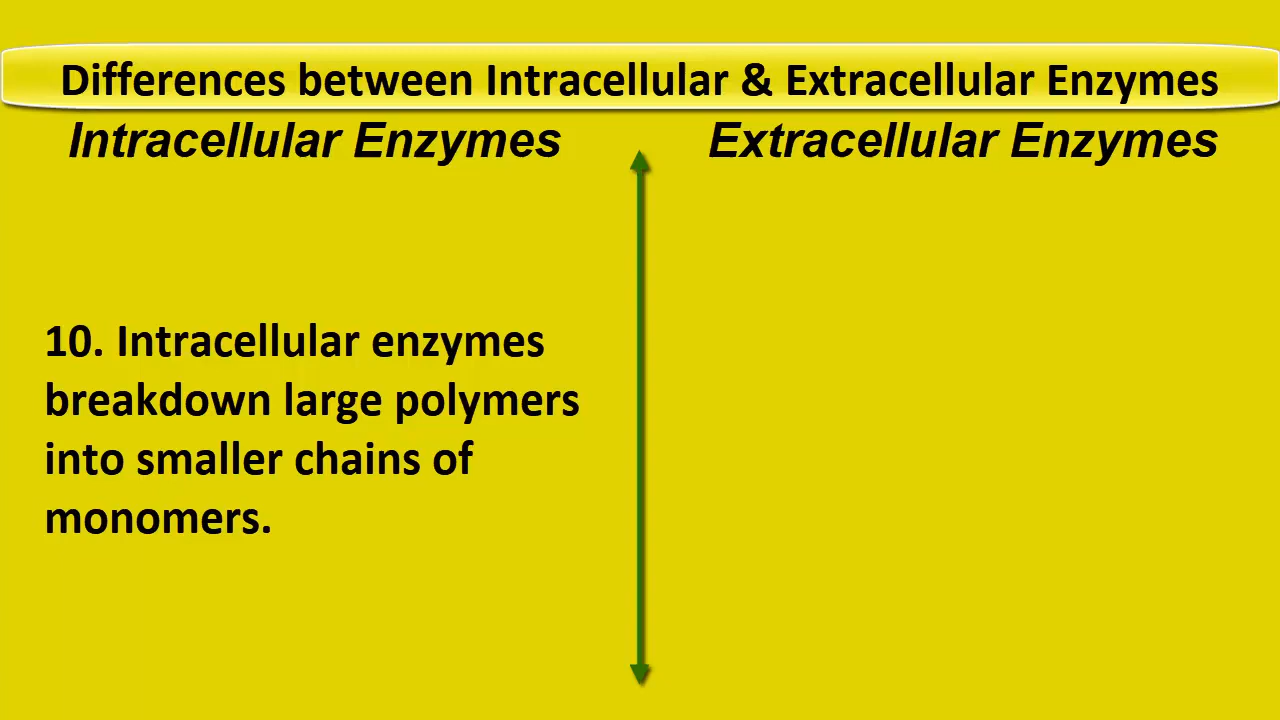 Differences between Intracellular & Extracellular Enzymes
Intracellular Enzymes
Extracellular Enzymes
10. Intracellular enzymes
breakdown large polymers
into smaller chains of
monomers.